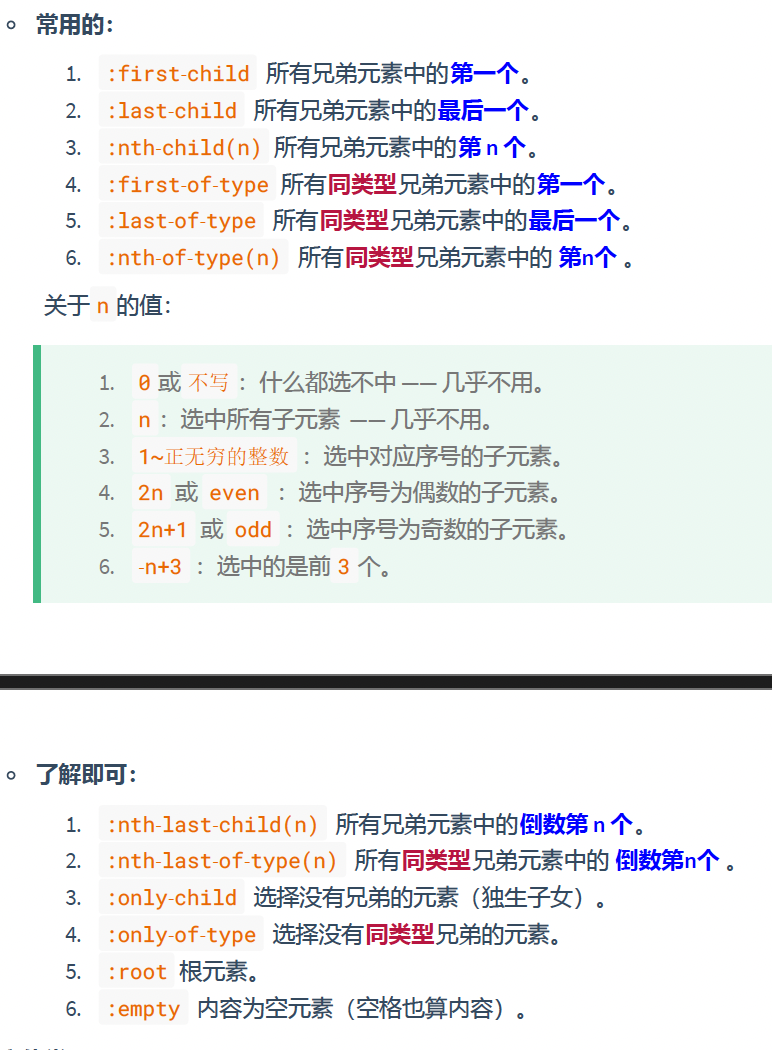 常用的：
1. :first-child 所有兄弟元素中的第一个。
2. :last-child 所有兄弟元素中的最后一个。
3. :nth-child(n) 所有兄弟元素中的第 n 个。
4. :first-of-type 所有同类型兄弟元素中的第一个。
5. :last-of-type 所有同类型兄弟元素中的最后一个。
6. :nth-of-type(n) 所有同类型兄弟元素中的 第n个 。
关于 n 的值：
1. 0 或 不写 ：什么都选不中 —— 几乎不用。
2. n ：选中所有子元素 —— 几乎不用。
3. 1~正无穷的整数 ：选中对应序号的子元素。
4. 2n 或 even ：选中序号为偶数的子元素。
5. 2n+1 或 odd ：选中序号为奇数的子元素。
6. -n+3 ：选中的是前 3 个。
了解即可：
1. :nth-last-child(n) 所有兄弟元素中的倒数第 n 个。
2. :nth-last-of-type(n) 所有同类型兄弟元素中的 倒数第n个 。
3. :only-child 选择没有兄弟的元素（独生子女）。
4. :only-of-type 选择没有同类型兄弟的元素。
5. :root 根元素。
6. :empty 内容为空元素（空格也算内容）。